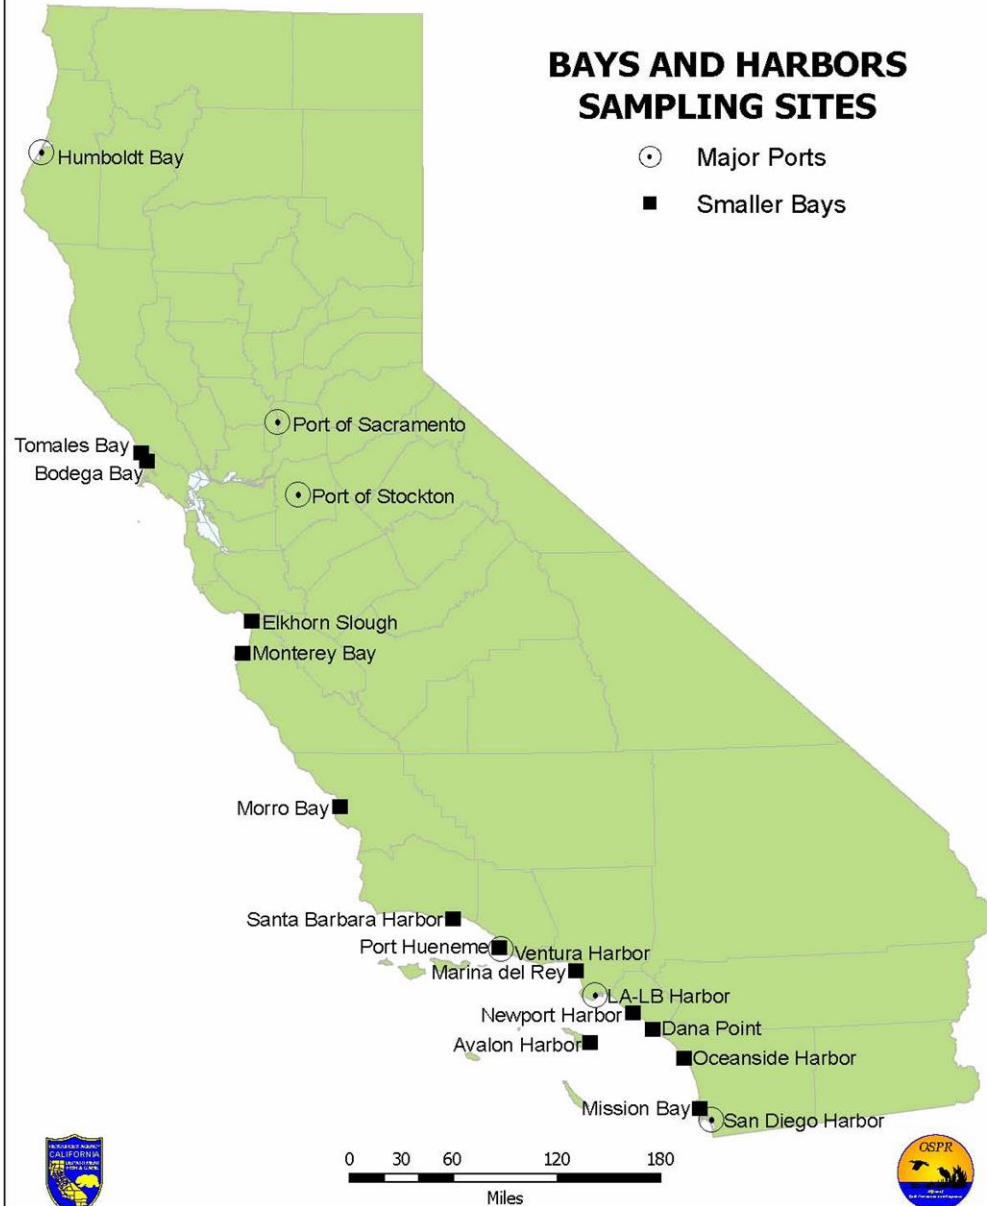 BAYS AND HARBORS
SAMPLING SITES
Major Ports
Smaller Bays
Humboldt Bay
Port of Sacramento
Tomales Bay
Bodega Bay
Port of Stockton
Elkhorn Slough
Monterey Bay
Morro Bay
Santa Barbara Harbor
Port Hueneme
Ventura Harbor
Marina del Rey
LA-LB Harbor
Newport Harbor
Dana Point
Avalon Harbor
Oceanside Harbor
Mission Bay
San Diego Harbor
CALIFORNIA
0 30 60 120 180
Miles
OSPR